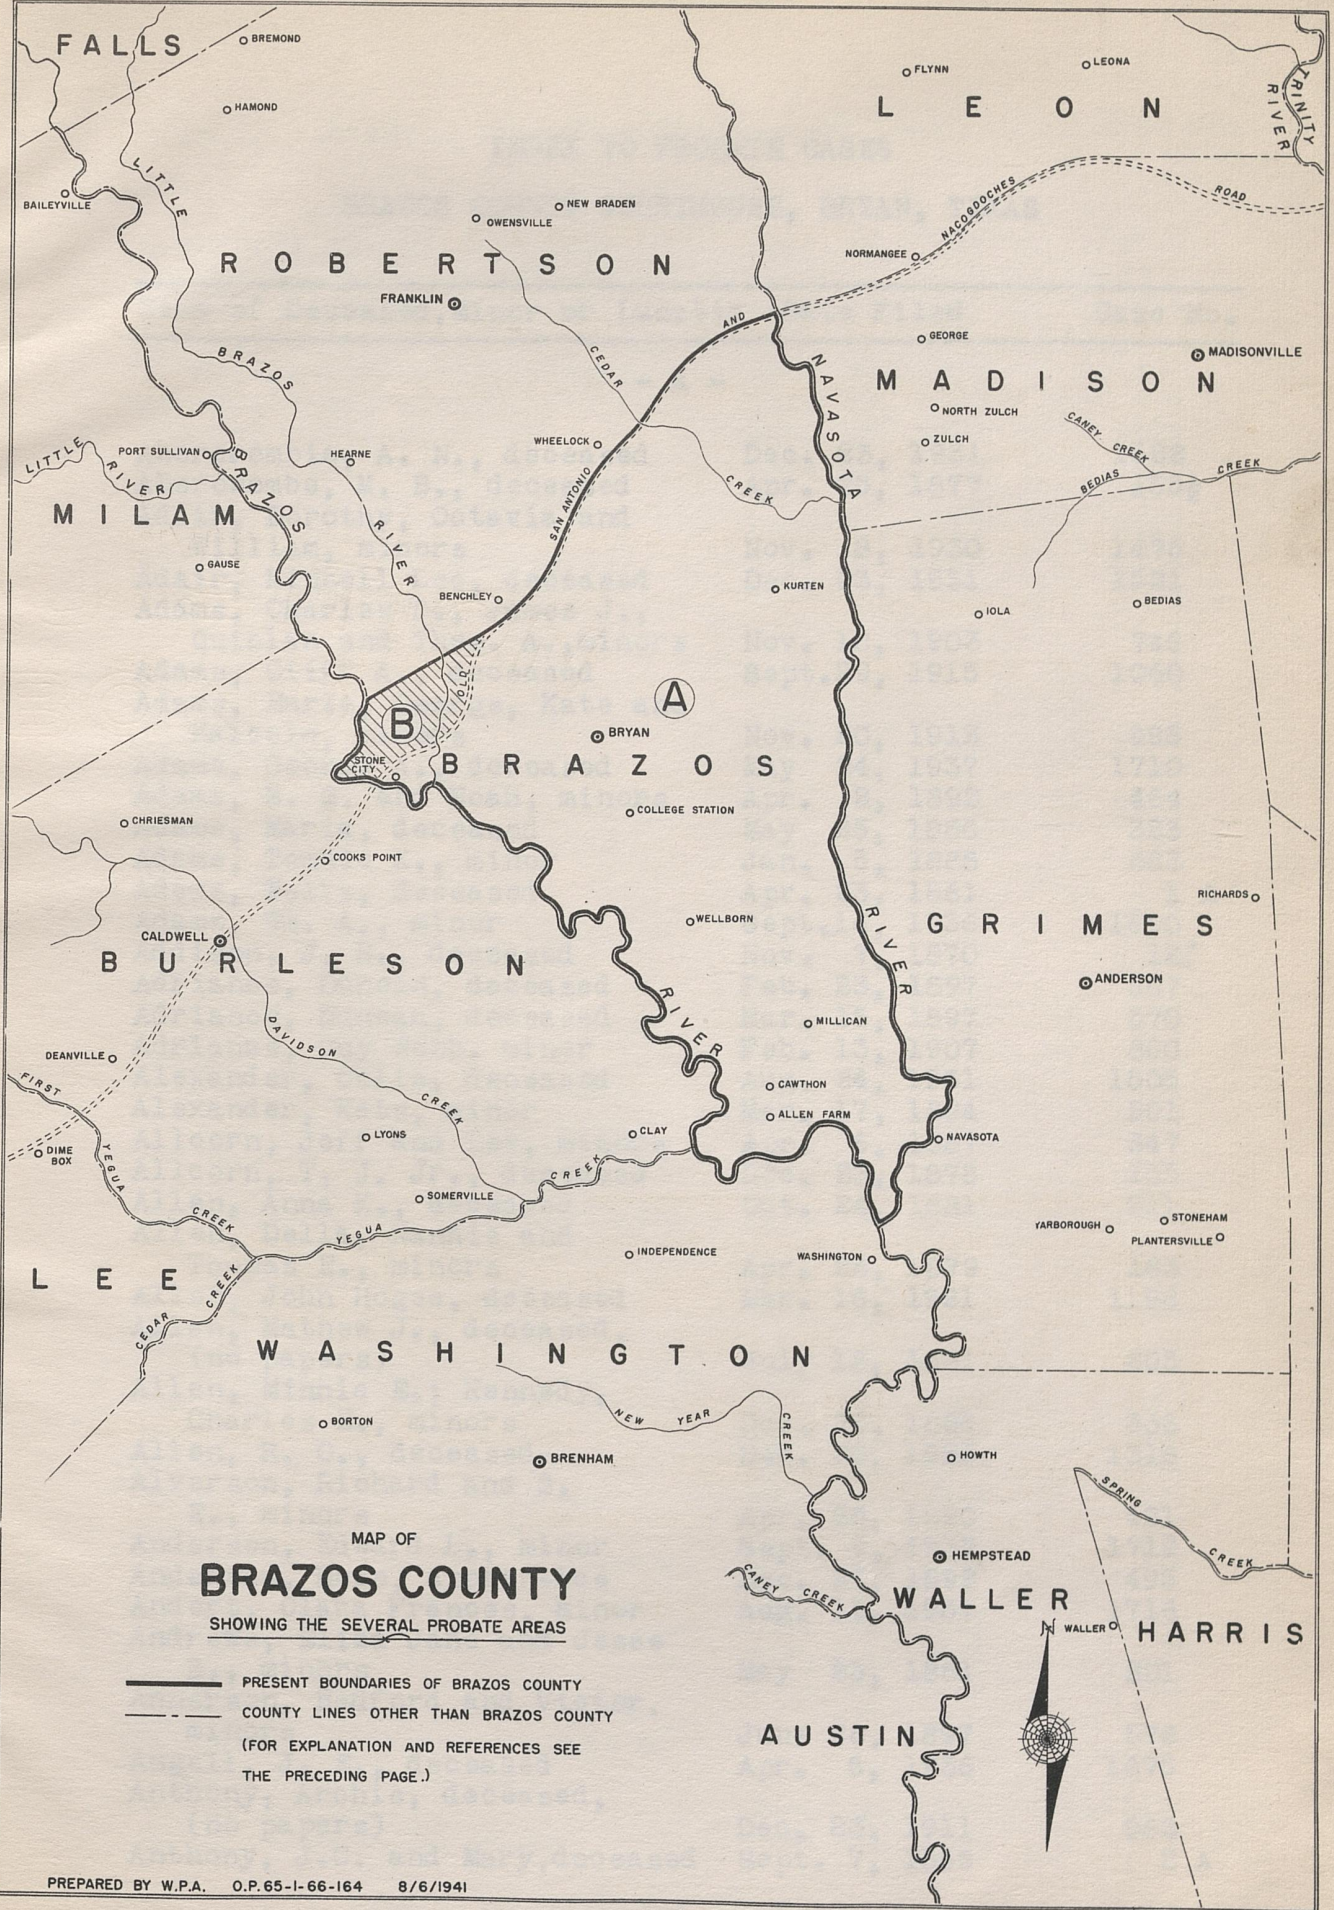 FALLS
BREMOND
HAMOND
FLYNN
LEONA
LEON
TRINITY RIVER
LITTLE BRAZOS RIVER
BAILEYVILLE
NEW BRADEN
OWENSVILLE
ROBERTSON
FRANKLIN
NACOGDOCHES ROAD
NORMANGEE
OLD SAN ANTONIO AND
CEDAR CREEK
NAVASOTA RIVER
GEORGE
MADISONVILLE
MADISON
NORTH ZULCH
ZULCH
CANEY CREEK
BEDIAS CREEK
WHEELOCK
PORT SULLIVAN
HEARNE
LITTLE RIVER
BRAZOS RIVER
MILAM
GAUSE
BENCHLEY
KURTEN
IOLA
BEDIAS
A
B
BRYAN
STONE
CITY
BRAZOS
COLLEGE STATION
CHRIESMAN
COOKS POINT
RICHARDS
WELLBORN
GRIMES
CALDWELL
BURLESON
ANDERSON
MILLICAN
DAVIDSON CREEK
DEANVILLE
CAWTHON
ALLEN FARM
FIRST YEGUA CREEK
DIME
BOX
LYONS
CLAY
NAVASOTA
SOMERVILLE
YEGUA CREEK
YARBOROUGH
STONEHAM
PLANTERSVILLE
INDEPENDENCE
WASHINGTON
LEE
CEDAR CREEK
WASHINGTON
NEW YEAR CREEK
BORTON
BRENHAM
HOWTH
SPRING CREEK
MAP OF
BRAZOS COUNTY
SHOWING THE SEVERAL PROBATE AREAS
HEMPSTEAD
CANEY CREEK
WALLER
N
WALLER
HARRIS
PRESENT BOUNDARIES OF BRAZOS COUNTY
COUNTY LINES OTHER THAN BRAZOS COUNTY
(FOR EXPLANATION AND REFERENCES SEE
THE PRECEDING PAGE.)
AUSTIN
PREPARED BY W.P.A. O.P.65-1-66-164 8/6/1941